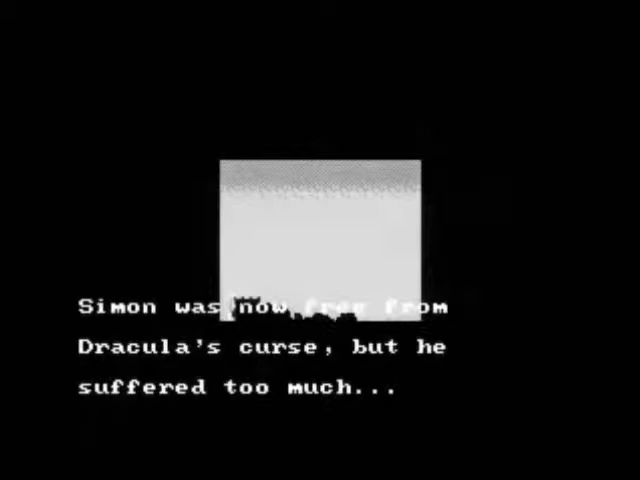 Simon was now free from
Dracula's curse, but he
suffered too much...